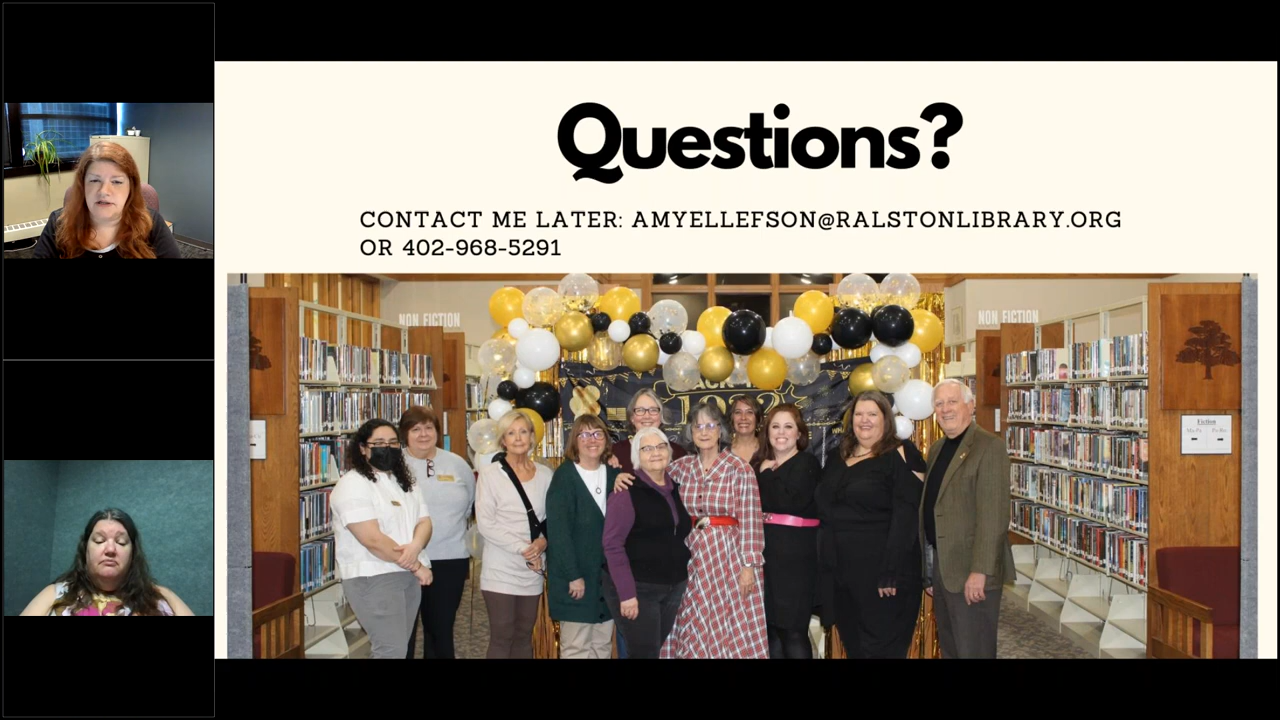 Questions?
CONTACT ME LATER: AMYELLEFSON@RALSTONLIBRARY.ORG
OR 402-968-5291
NON FICTION
NON FICTION
Fiction